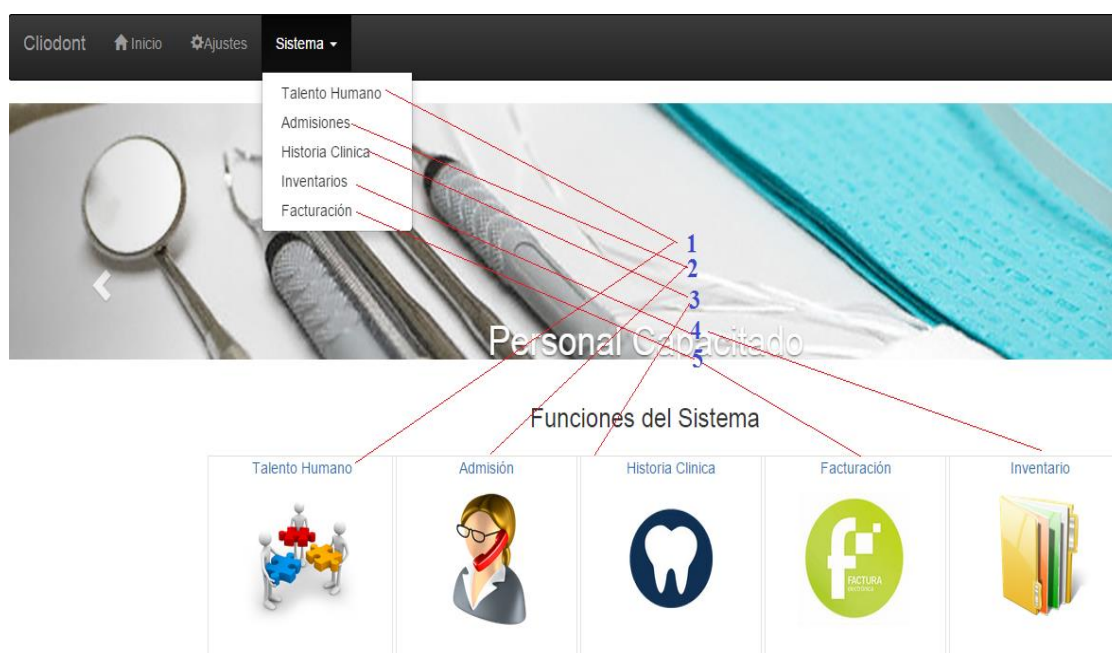 Cliodont Inicio Ajustes Sistema
Talento Humano
Admisiones
Historia Clinica
Inventarios
Facturación
1
2
3
4
5
Personal Capacitado
Funciones del Sistema
Talento Humano Admisión Historia Clinica Facturación Inventario
f
FACTURA